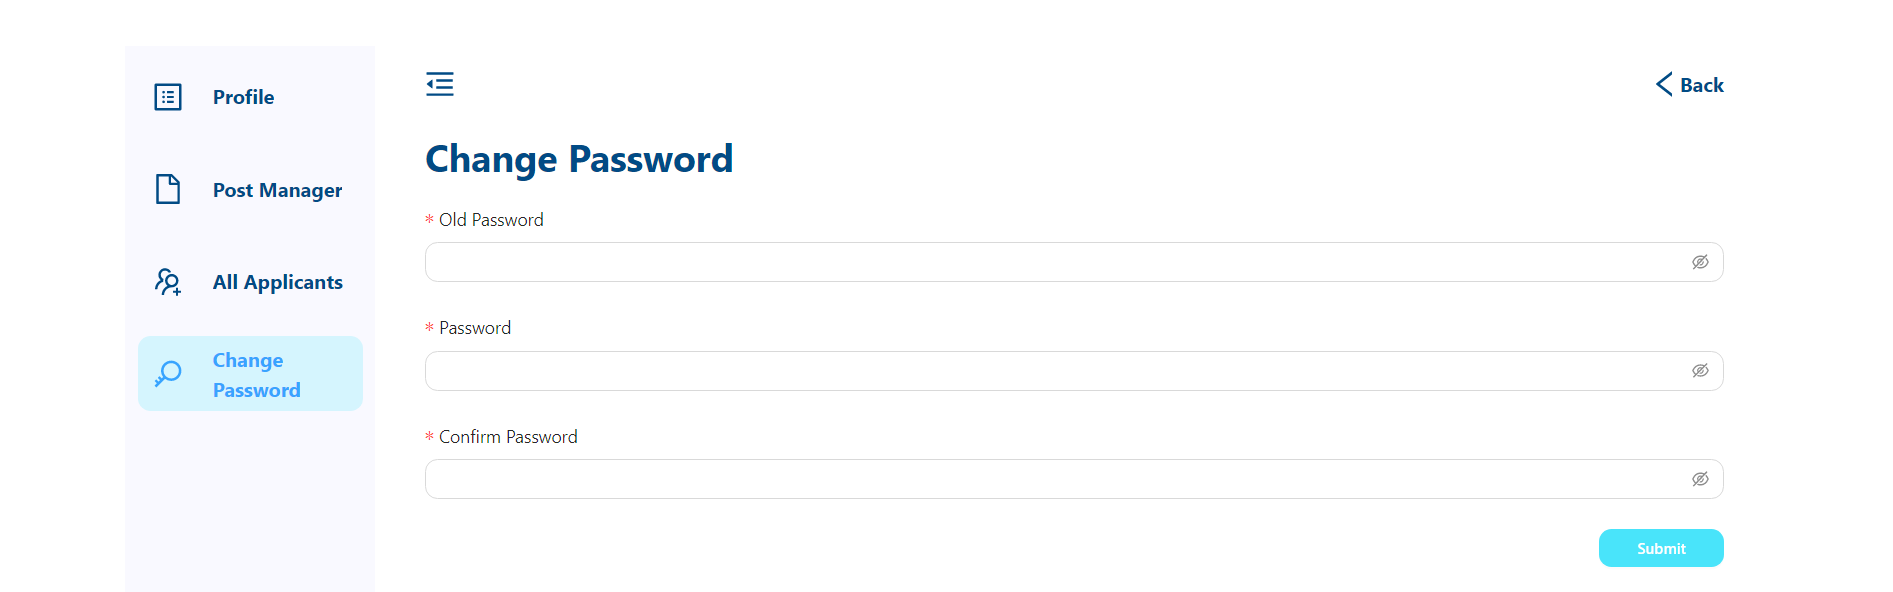 Profile
Post Manager
All Applicants
Change
Password
Back
Change Password
* Old Password
* Password
* Confirm Password
Submit